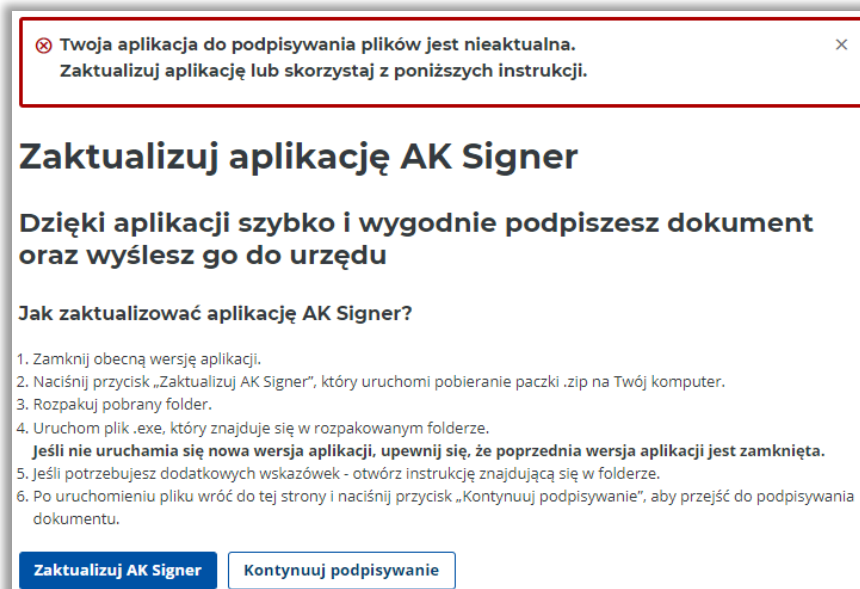 Twoja aplikacja do podpisywania plików jest nieaktualna.
Zaktualizuj aplikację lub skorzystaj z poniższych instrukcji.
Zaktualizuj aplikację AK Signer
Dzięki aplikacji szybko i wygodnie podpiszesz dokument
oraz wyślesz go do urzędu
Jak zaktualizować aplikację AK Signer?
1. Zamknij obecną wersję aplikacji.
2. Naciśnij przycisk „Zaktualizuj AK Signer”, który uruchomi pobieranie paczki .zip na Twój komputer.
3. Rozpakuj pobrany folder.
4. Uruchom plik .exe, który znajduje się w rozpakowanym folderze.
Jeśli nie uruchamia się nowa wersja aplikacji, upewnij się, że poprzednia wersja aplikacji jest zamknięta.
5. Jeśli potrzebujesz dodatkowych wskazówek - otwórz instrukcję znajdującą się w folderze.
6. Po uruchomieniu pliku wróć do tej strony i naciśnij przycisk „Kontynuuj podpisywanie”, aby przejść do podpisywania
dokumentu.
Zaktualizuj AK Signer Kontynuuj podpisywanie